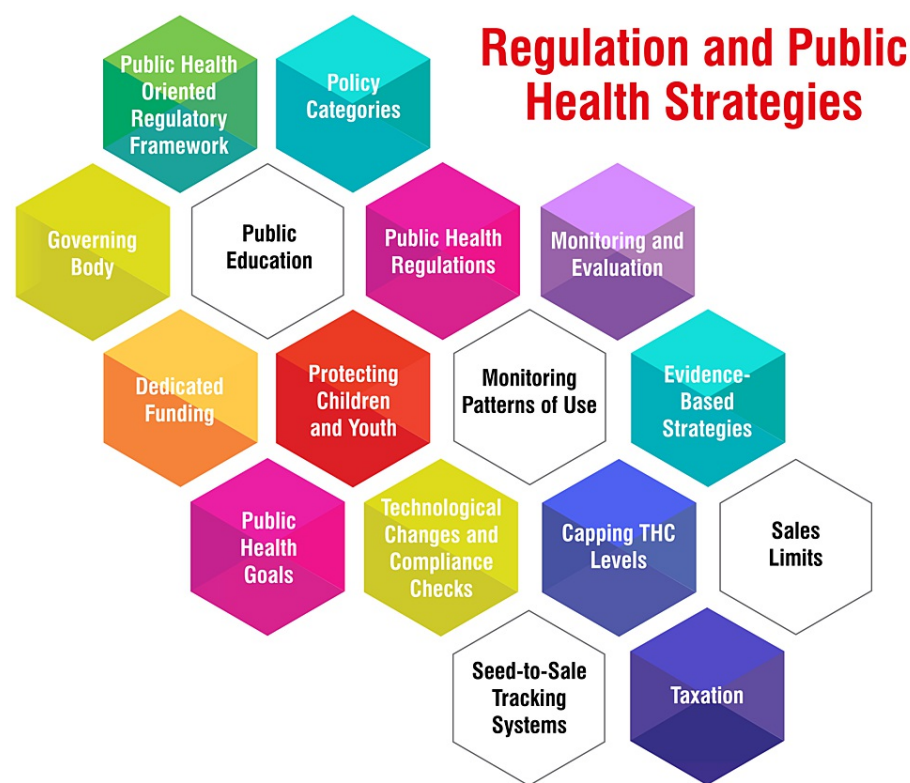 Regulation and Public
Health Strategies
Public Health
Oriented
Regulatory
Framework
Policy
Categories
Governing
Body
Public
Education
Public Health
Regulations
Monitoring and
Evaluation
Dedicated
Funding
Protecting
Children
and Youth
Monitoring
Patterns of Use
Evidence-
Based
Strategies
Public
Health
Goals
Technological
Changes and
Compliance
Checks
Capping THC
Levels
Sales
Limits
Seed-to-Sale
Tracking
Systems
Taxation